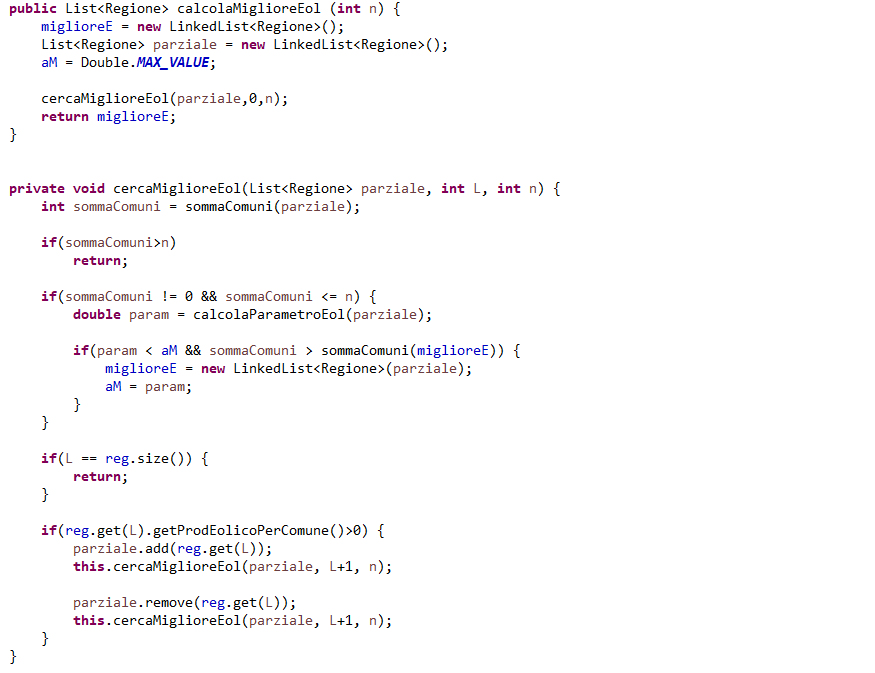 public List<Regione> calcolaMiglioreEol (int n) {
miglioreE = new LinkedList<Regione>();
List<Regione> parziale = new LinkedList<Regione>();
aM = Double.MAX_VALUE;
cercaMiglioreEol(parziale,0,n);
return miglioreE;
}
private void cercaMiglioreEol(List<Regione> parziale, int L, int n) {
int sommaComuni = sommaComuni(parziale);
if(sommaComuni>n)
return;
if(sommaComuni != 0 && sommaComuni <= n) {
double param = calcolaParametroEol(parziale);
if(param < aM && sommaComuni > sommaComuni(miglioreE)) {
miglioreE = new LinkedList<Regione>(parziale);
aM = param;
}
}
if(L == reg.size()) {
return;
}
if(reg.get(L).getProdEolicoPerComune()>0) {
parziale.add(reg.get(L));
this.cercaMiglioreEol(parziale, L+1, n);
parziale.remove(reg.get(L));
this.cercaMiglioreEol(parziale, L+1, n);
}
}